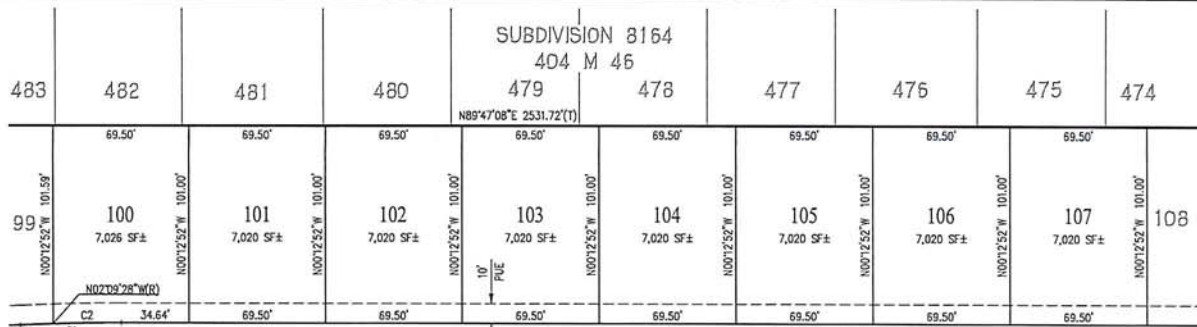 SUBDIVISION 8164
404 M 46
483 482 481 480 479 478 477 476 475 474
N89°47'08"E 2531.72'(T)
69.50' 69.50' 69.50' 69.50' 69.50' 69.50' 69.50' 69.50'
N00°12'52"W 101.59' N00°12'52"W 101.00' N00°12'52"W 101.00' N00°12'52"W 101.00' N00°12'52"W 101.00' N00°12'52"W 101.00' N00°12'52"W 101.00' N00°12'52"W 101.00' N00°12'52"W 101.00'
99 100 101 102 103 104 105 106 107 108
7,026 SF± 7,020 SF± 7,020 SF± 7,020 SF± 7,020 SF± 7,020 SF± 7,020 SF± 7,020 SF±
10'
PUE
N02°09'28"W(R)
C2 34.64' 69.50' 69.50' 69.50' 69.50' 69.50' 69.50' 69.50'